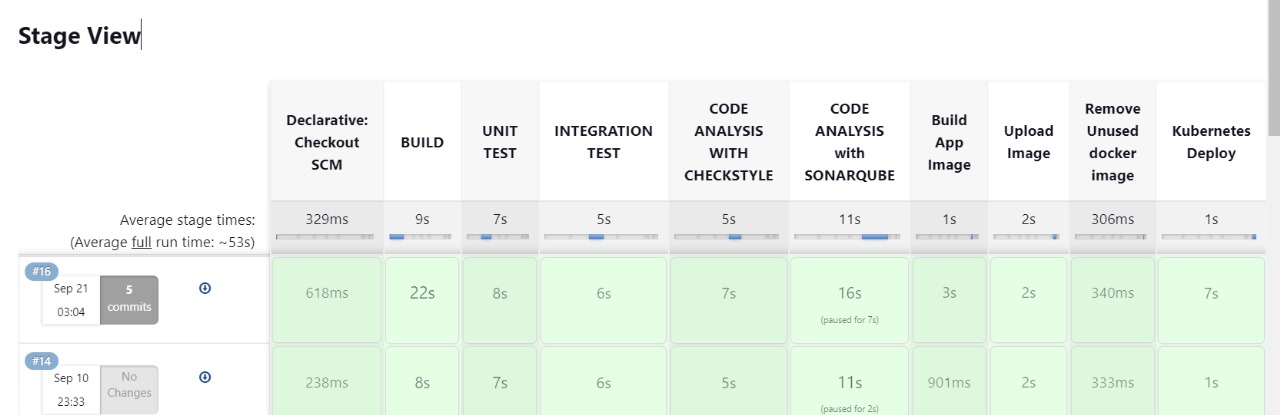 Stage View
Declarative: Checkout SCM
BUILD
UNIT TEST
INTEGRATION TEST
CODE ANALYSIS WITH CHECKSTYLE
CODE ANALYSIS with SONARQUBE
Build App Image
Upload Image
Remove Unused docker image
Kubernetes Deploy
Average stage times:
(Average full run time: ~53s)
329ms 9s 7s 5s 5s 11s 1s 2s 306ms 1s
#16
Sep 21
03:04
5
commits
618ms 22s 8s 6s 7s 16s 3s 2s 340ms 7s
(paused for 7s)
#14
Sep 10
23:33
No
Changes
238ms 8s 7s 6s 5s 11s 901ms 2s 333ms 1s
(paused for 2s)